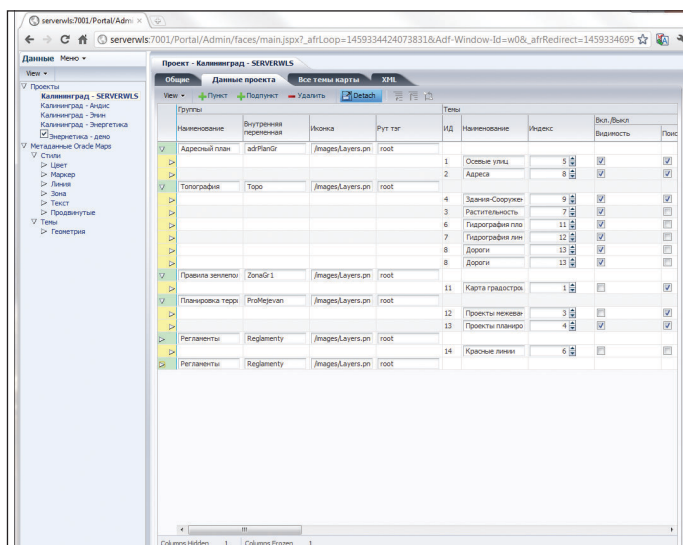 serverwls:7001/Portal/Admi ×
serverwls:7001/Portal/Admin/faces/main.jspx?_afrLoop=1459334424073831&Adf-Window-Id=w0&_afrRedirect=1459334695
Данные Меню
View
Проекты
Калининград - SERVERWLS
Калининград - Андис
Калининград - Энин
Калининград - Энергетика
Энернетика - демо
Метаданные Oracle Maps
Стили
Цвет
Маркер
Линия
Зона
Текст
Продвинутые
Темы
Геометрия
Проект - Калининград - SERVERWLS
Общие Данные проекта Все темы карты XML
View Пункт Подпункт Удалить Detach
Группы Темы
Наименование Внутренняя переменная Иконка Рут тэг ИД Наименование Индекс Вкл./Выкл
Видимость Поис
Адресный план adrPlanGr /images/Layers.pn root
1 Осевые улиц 5
2 Адреса 8
Топография Topo /images/Layers.pn root
4 Здания-Сооружен 9
3 Растительность 7
6 Гидрография пло 11
7 Гидрография лин 12
8 Дороги 13
8 Дороги 13
Правила землепол ZonaGr1 /images/Layers.pn root
11 Карта градострои 1
Планировка терри ProMejevan /images/Layers.pn root
12 Проекты межеван 3
13 Проекты планиро 4
Регламенты Reglamenty /images/Layers.pn root
14 Красные линии 6
Регламенты Reglamenty /images/Layers.pn root
Columns Hidden 1 Columns Frozen 1